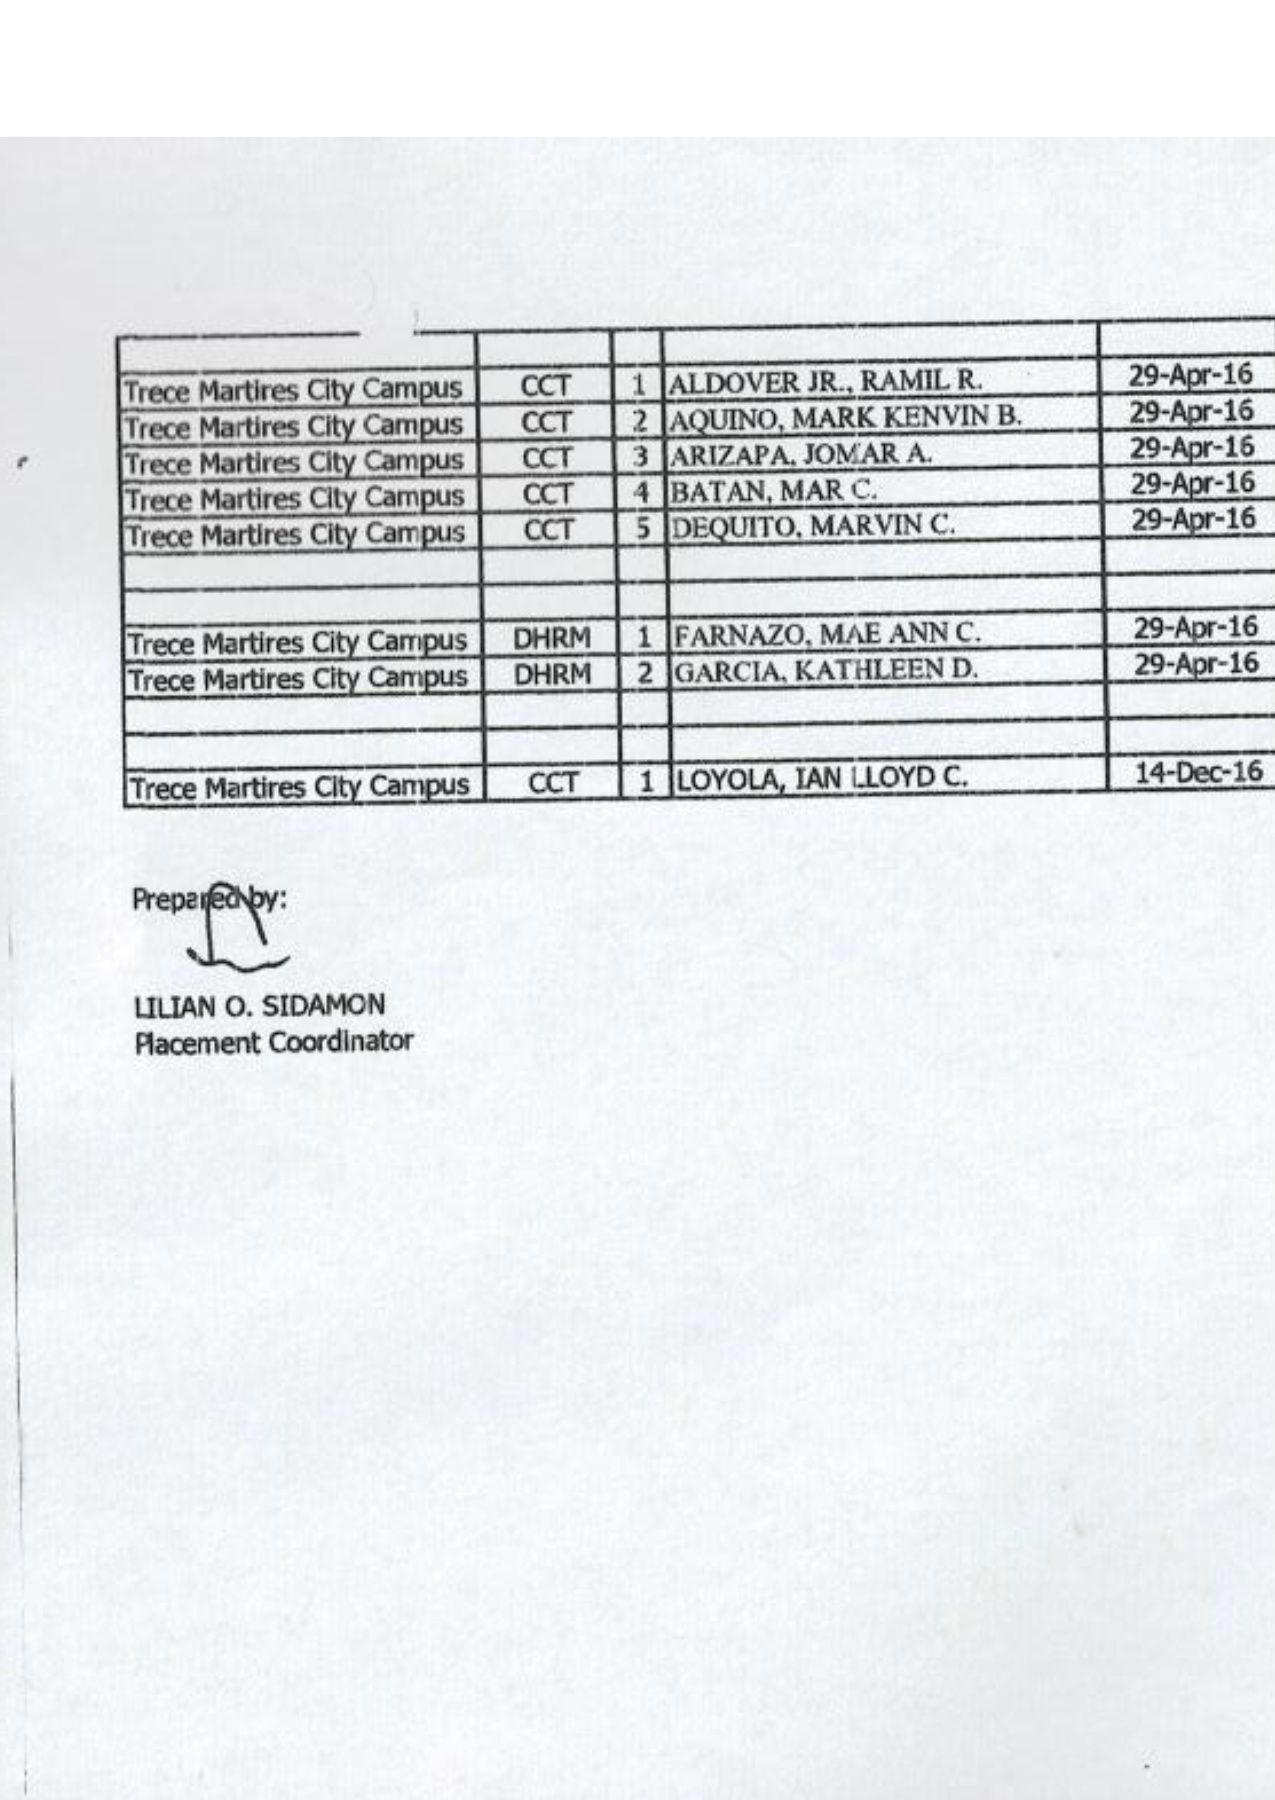 Trece Martires City Campus CCT 1 ALDOVER JR., RAMIL R. 29-Apr-16
Trece Martires City Campus CCT 2 AQUINO, MARK KENVIN B. 29-Apr-16
Trece Martires City Campus CCT 3 ARIZAPA, JOMAR A. 29-Apr-16
Trece Martires City Campus CCT 4 BATAN, MAR C. 29-Apr-16
Trece Martires City Campus CCT 5 DEQUITO, MARVIN C. 29-Apr-16
Trece Martires City Campus DHRM 1 FARNAZO, MAE ANN C. 29-Apr-16
Trece Martires City Campus DHRM 2 GARCIA, KATHLEEN D. 29-Apr-16
Trece Martires City Campus CCT 1 LOYOLA, IAN LLOYD C. 14-Dec-16
Prepared by:
LILIAN O. SIDAMON
Placement Coordinator